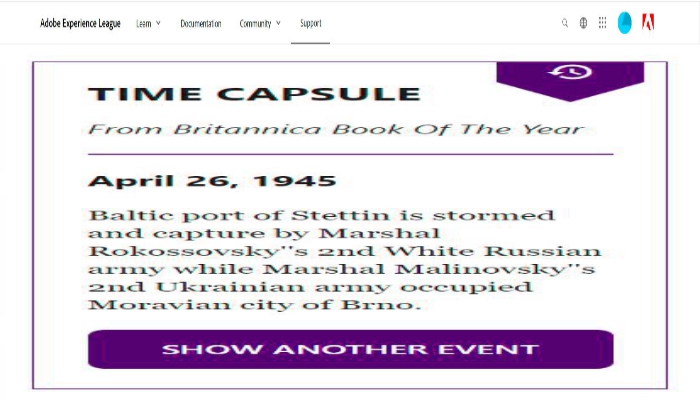 Adobe Experience League Learn Documentation Community Support
TIME CAPSULE
From Britannica Book Of The Year
April 26, 1945
Baltic port of Stettin is stormed
and capture by Marshal
Rokossovsky"s 2nd White Russian
army while Marshal Malinovsky"s
2nd Ukrainian army occupied
Moravian city of Brno.
SHOW ANOTHER EVENT